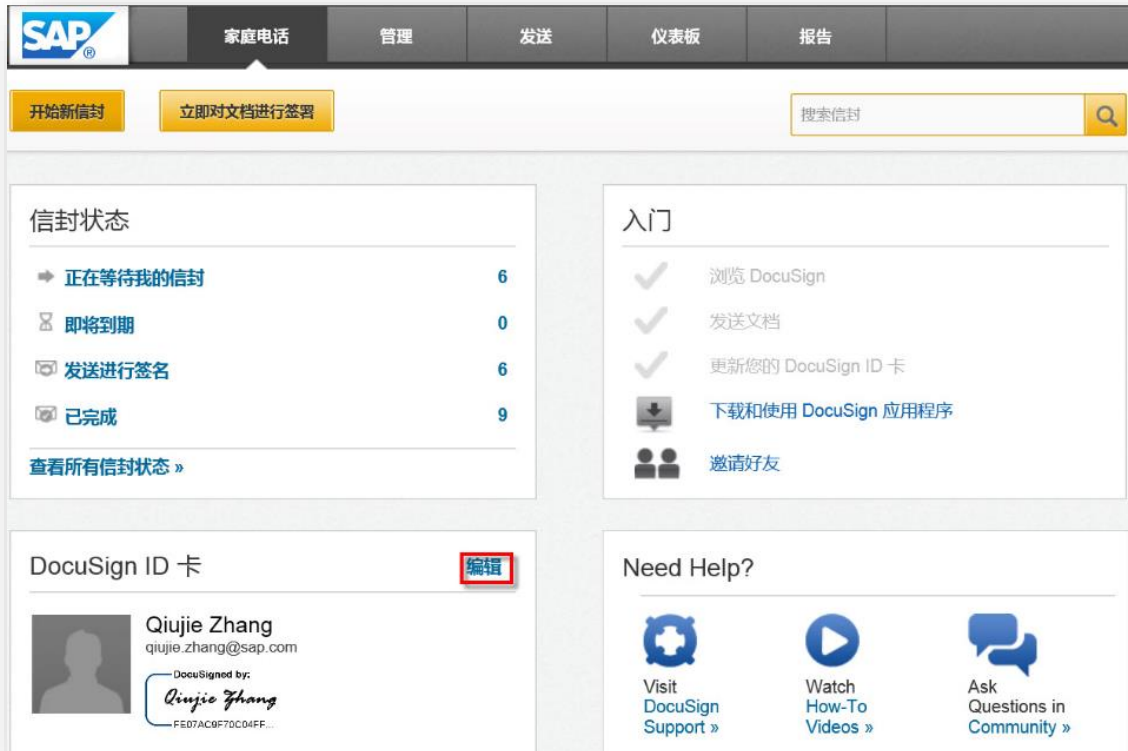 SAP ®
家庭电话 管理 发送 仪表板 报告
开始新信封 立即对文档进行签署 搜索信封
信封状态
正在等待我的信封 6
即将到期 0
发送进行签名 6
已完成 9
查看所有信封状态 »
入门
浏览 DocuSign
发送文档
更新您的 DocuSign ID 卡
下载和使用 DocuSign 应用程序
邀请好友
DocuSign ID 卡 编辑
Qiujie Zhang
qiujie.zhang@sap.com
DocuSigned by:
Qiujie Zhang
FE07AC9F70C04FF...
Need Help?
Visit
DocuSign
Support »
Watch
How-To
Videos »
Ask
Questions in
Community »